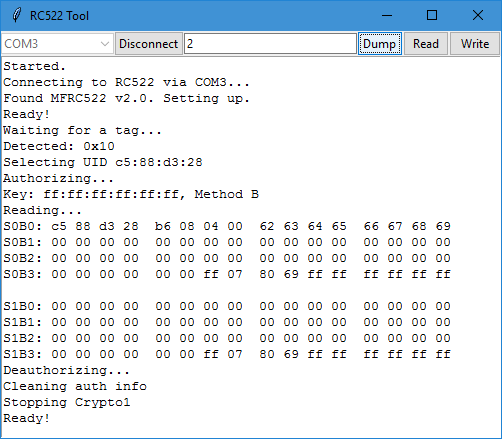 RC522 Tool
COM3 Disconnect 2 Dump Read Write
Started.
Connecting to RC522 via COM3...
Found MFRC522 v2.0. Setting up.
Ready!
Waiting for a tag...
Detected: 0x10
Selecting UID c5:88:d3:28
Authorizing...
Key: ff:ff:ff:ff:ff:ff, Method B
Reading...
S0B0: c5 88 d3 28  b6 08 04 00  62 63 64 65  66 67 68 69
S0B1: 00 00 00 00  00 00 00 00  00 00 00 00  00 00 00 00
S0B2: 00 00 00 00  00 00 00 00  00 00 00 00  00 00 00 00
S0B3: 00 00 00 00  00 00 ff 07  80 69 ff ff  ff ff ff ff
S1B0: 00 00 00 00  00 00 00 00  00 00 00 00  00 00 00 00
S1B1: 00 00 00 00  00 00 00 00  00 00 00 00  00 00 00 00
S1B2: 00 00 00 00  00 00 00 00  00 00 00 00  00 00 00 00
S1B3: 00 00 00 00  00 00 ff 07  80 69 ff ff  ff ff ff ff
Deauthorizing...
Cleaning auth info
Stopping Crypto1
Ready!